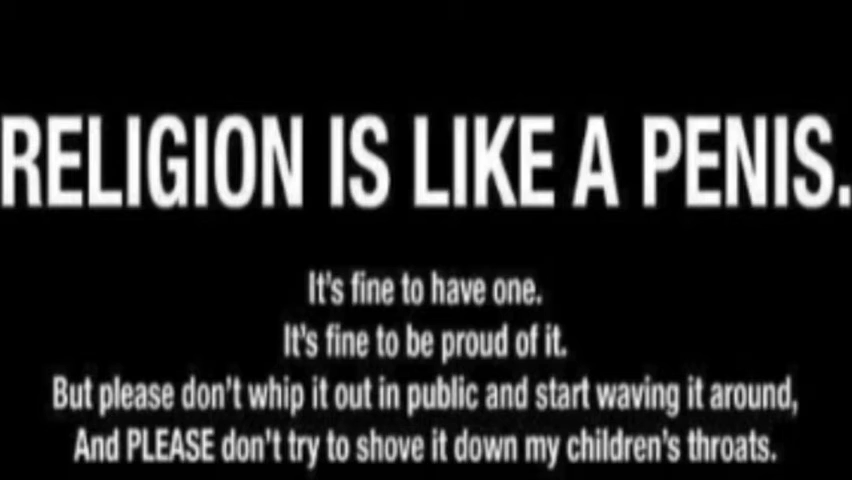 RELIGION IS LIKE A PENIS.
It's fine to have one.
It's fine to be proud of it.
But please don't whip it out in public and start waving it around,
And PLEASE don't try to shove it down my children's throats.